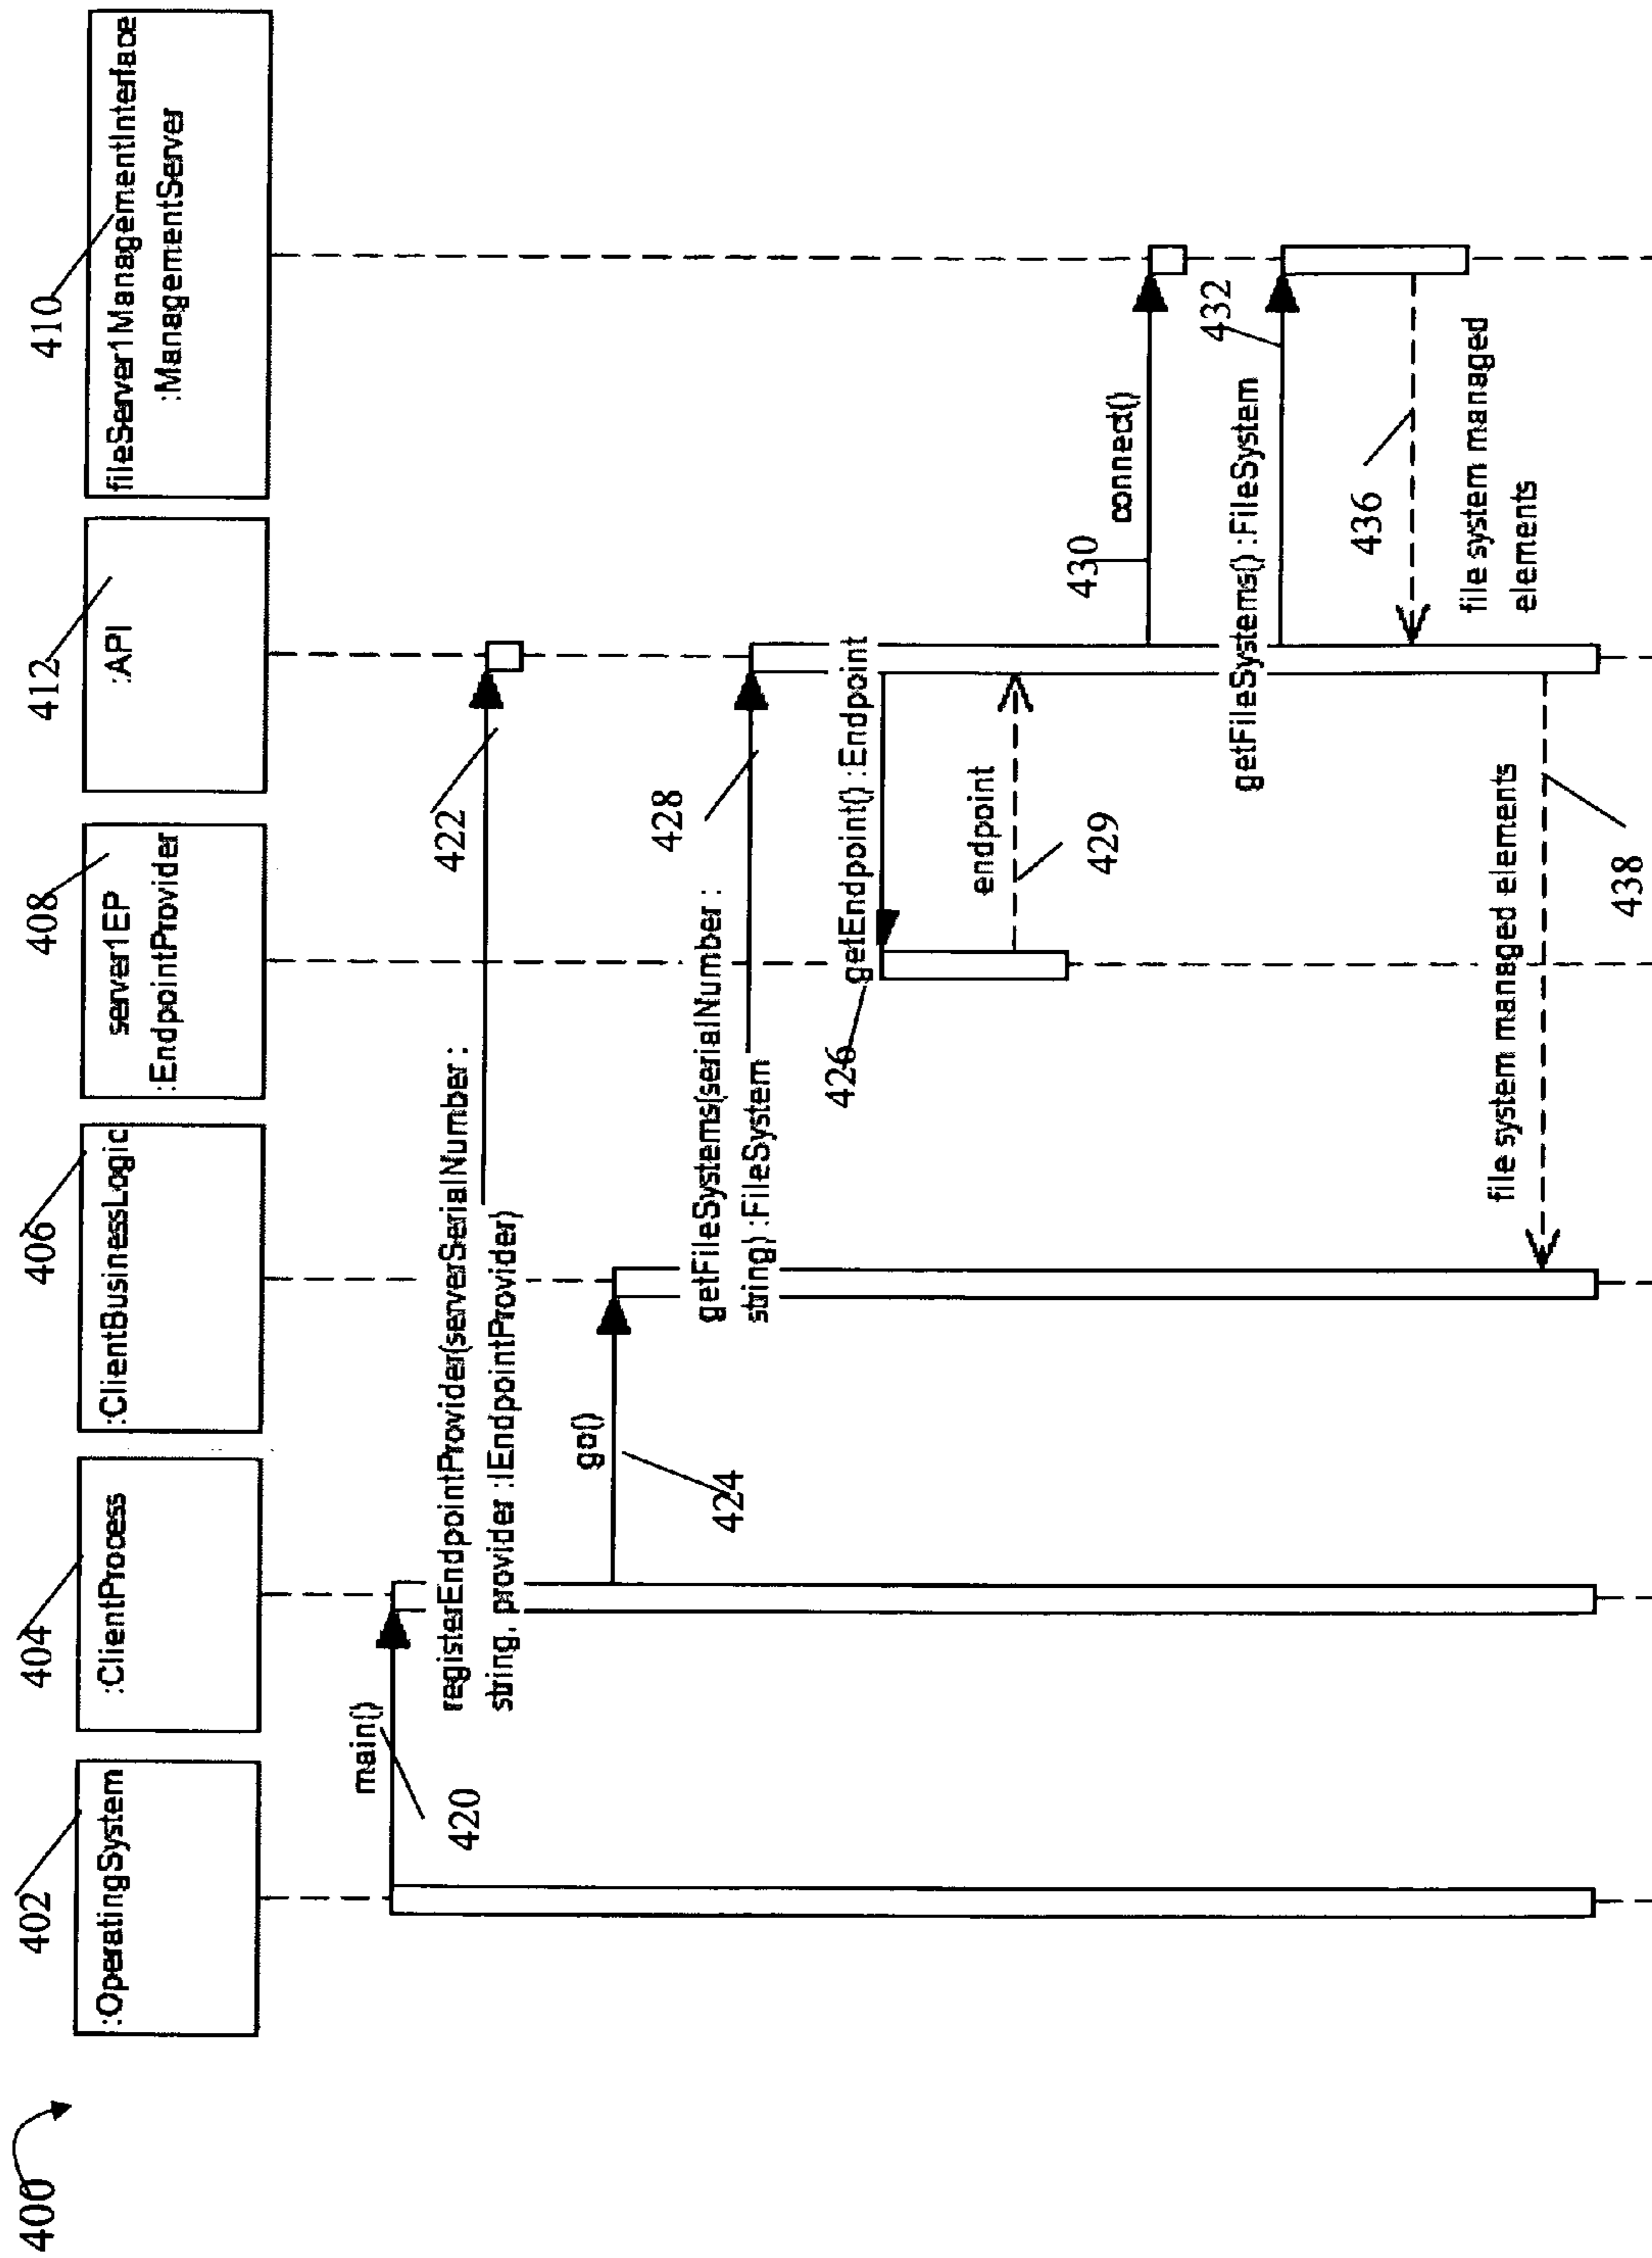 400
402
404
406
408
412
410
:OperatingSystem
:ClientProcess
:ClientBusinessLogic
server1EP
:EndpointProvider
:API
fileServer1ManagementInterface
:ManagementServer
main()
420
registerEndpointProvider(serverSerialNumber :
string, provider :IEndpointProvider)
422
go()
424
getFileSystems(serialNumber :
string) :FileSystem
428
getEndpoint() :Endpoint
426
endpoint
429
430
connect()
getFileSystems() :FileSystem
432
436
file system managed
elements
file system managed elements
438